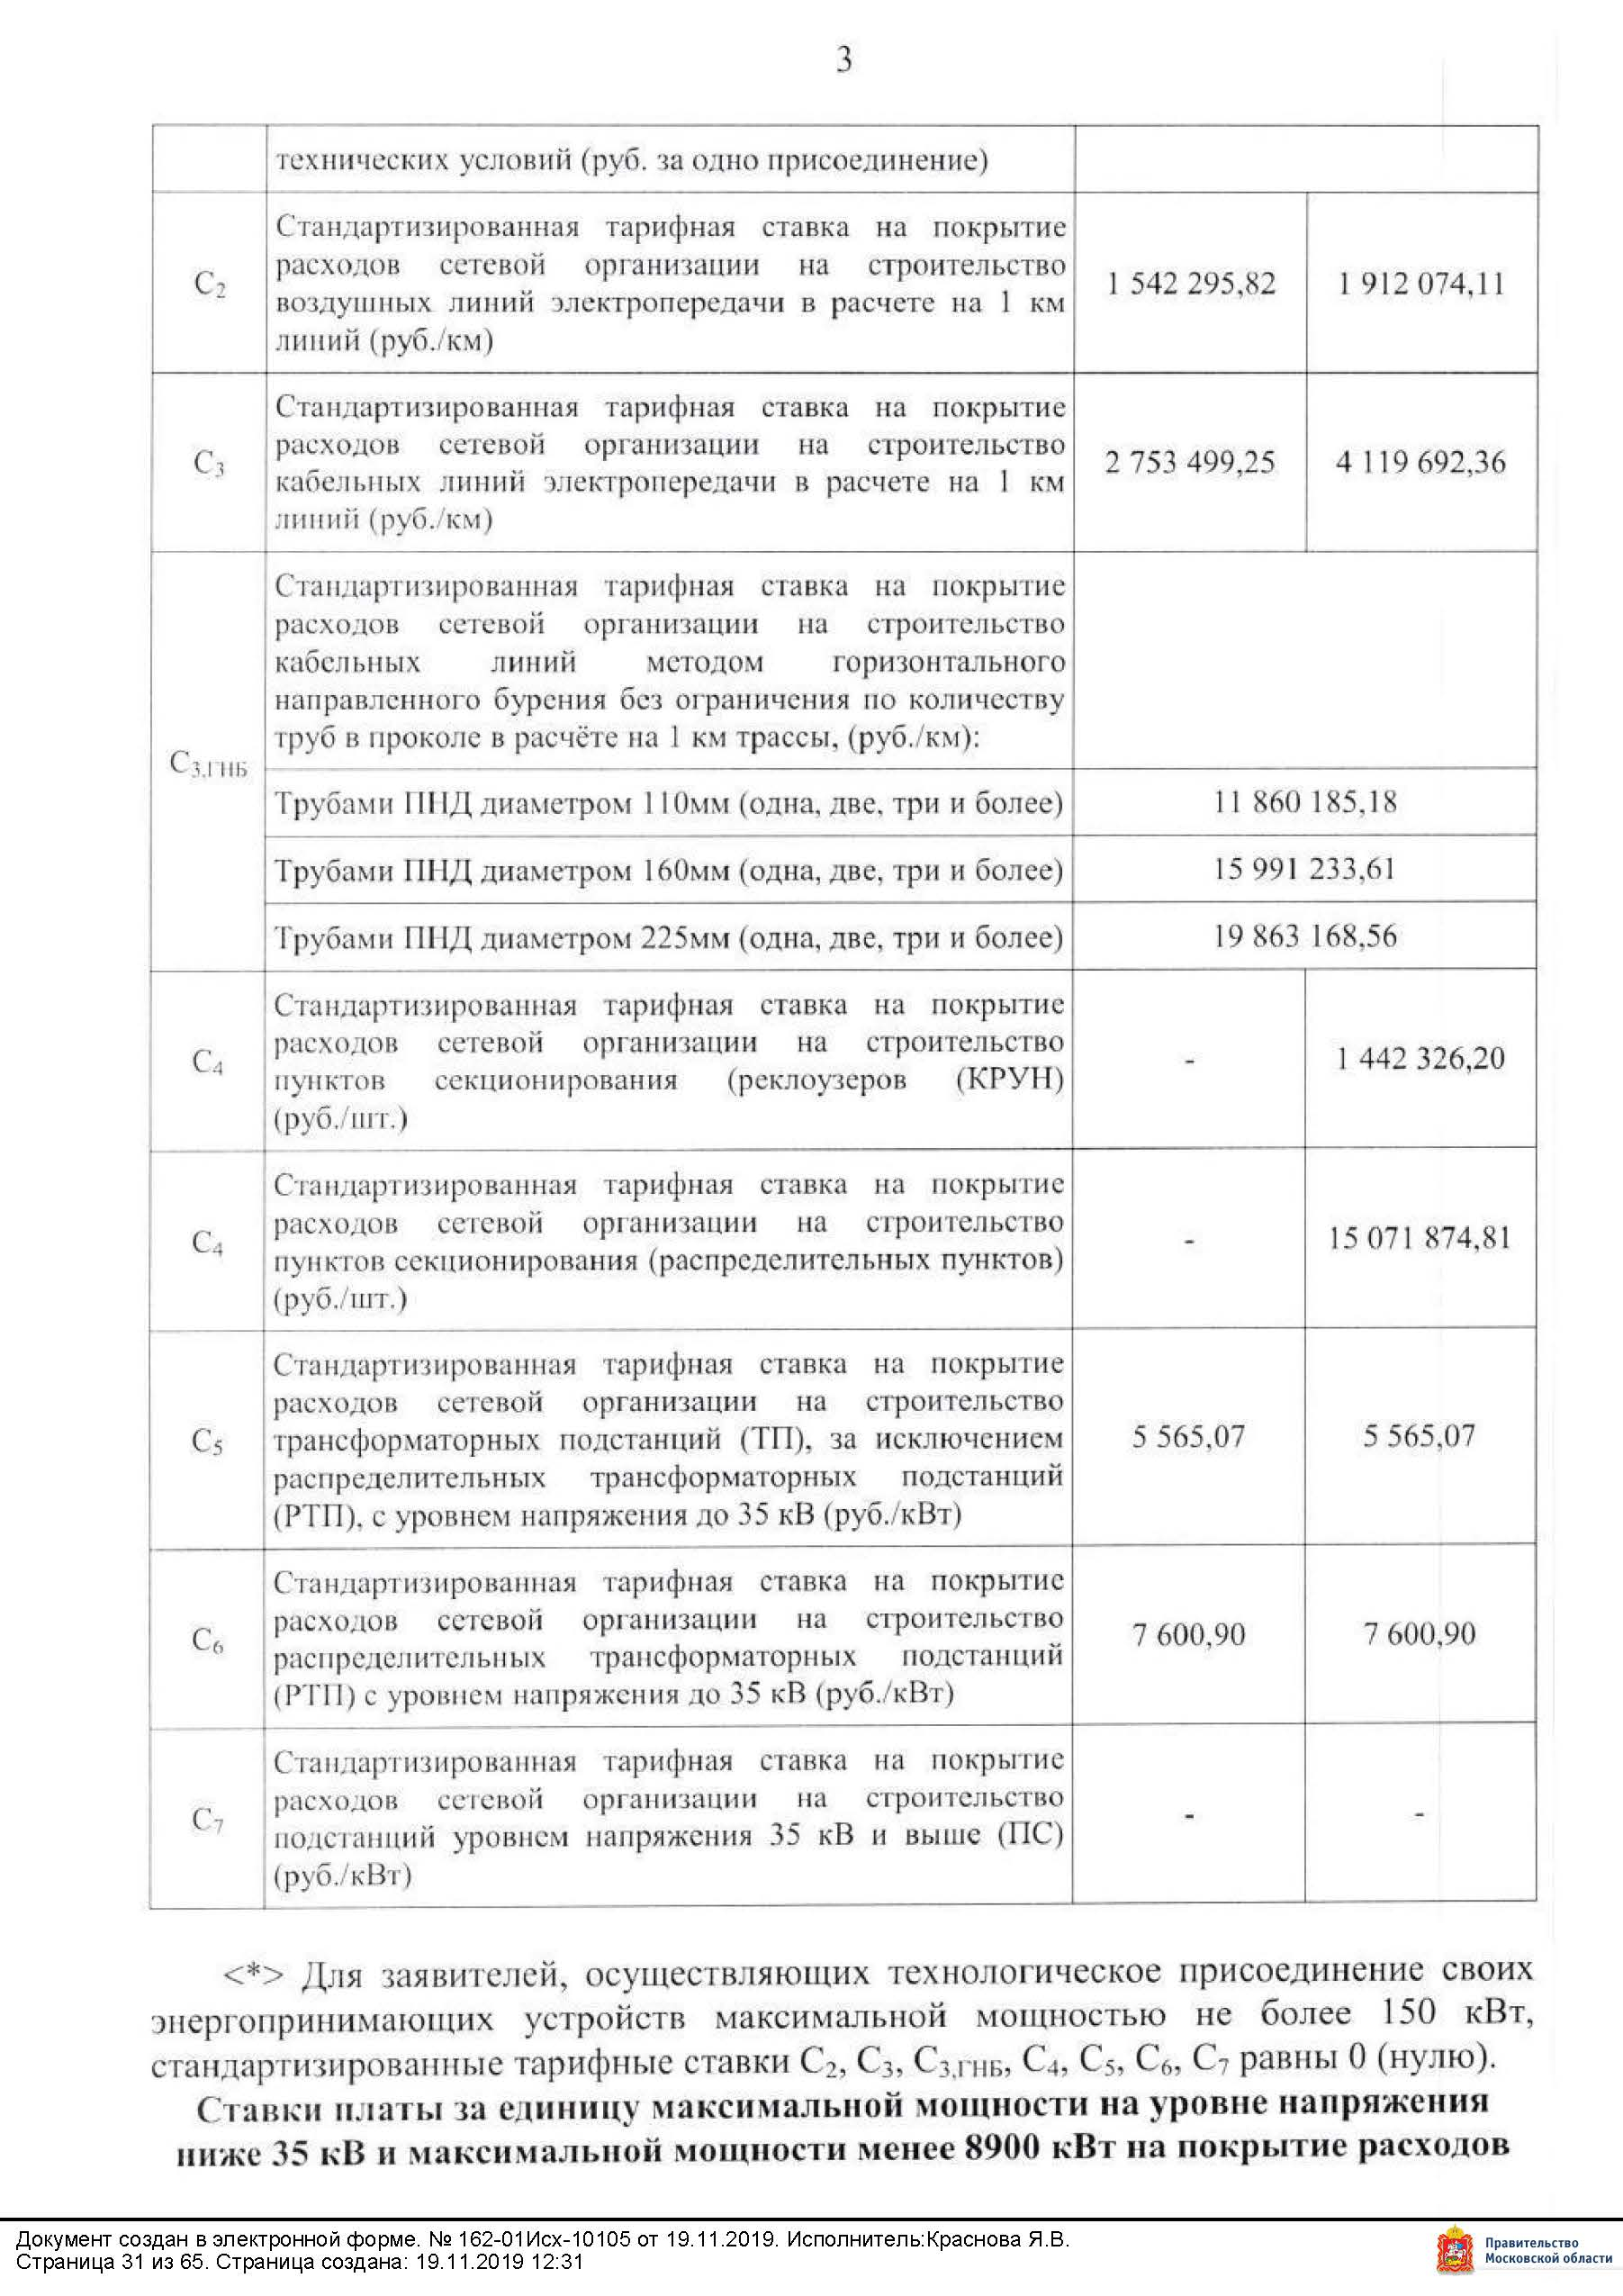 3
технических условий (руб. за одно присоединение)
С2
Стандартизированная тарифная ставка на покрытие
расходов сетевой организации на строительство
воздушных линий электропередачи в расчете на 1 км
линий (руб./км)
1 542 295,82
1 912 074,11
С3
Стандартизированная тарифная ставка на покрытие
расходов сетевой организации на строительство
кабельных линий электропередачи в расчете на 1 км
линий (руб./км)
2 753 499,25
4 119 692,36
С3,ГНБ
Стандартизированная тарифная ставка на покрытие
расходов сетевой организации на строительство
кабельных линий методом горизонтального
направленного бурения без ограничения по количеству
труб в проколе в расчёте на 1 км трассы, (руб./км):
Трубами ПНД диаметром 110мм (одна, две, три и более)
11 860 185,18
Трубами ПНД диаметром 160мм (одна, две, три и более)
15 991 233,61
Трубами ПНД диаметром 225мм (одна, две, три и более)
19 863 168,56
С4
Стандартизированная тарифная ставка на покрытие
расходов сетевой организации на строительство
пунктов секционирования (реклоузеров (КРУН)
(руб./шт.)
-
1 442 326,20
С4
Стандартизированная тарифная ставка на покрытие
расходов сетевой организации на строительство
пунктов секционирования (распределительных пунктов)
(руб./шт.)
-
15 071 874,81
С5
Стандартизированная тарифная ставка на покрытие
расходов сетевой организации на строительство
трансформаторных подстанций (ТП), за исключением
распределительных трансформаторных подстанций
(РТП), с уровнем напряжения до 35 кВ (руб./кВт)
5 565,07
5 565,07
С6
Стандартизированная тарифная ставка на покрытие
расходов сетевой организации на строительство
распределительных трансформаторных подстанций
(РТП) с уровнем напряжения до 35 кВ (руб./кВт)
7 600,90
7 600,90
С7
Стандартизированная тарифная ставка на покрытие
расходов сетевой организации на строительство
подстанций уровнем напряжения 35 кВ и выше (ПС)
(руб./кВт)
-
-
<*> Для заявителей, осуществляющих технологическое присоединение своих
энергопринимающих устройств максимальной мощностью не более 150 кВт,
стандартизированные тарифные ставки С2, С3, С3,ГНБ, С4, С5, С6, С7 равны 0 (нулю).
Ставки платы за единицу максимальной мощности на уровне напряжения
ниже 35 кВ и максимальной мощности менее 8900 кВт на покрытие расходов
Документ создан в электронной форме. № 162-01Исх-10105 от 19.11.2019. Исполнитель:Краснова Я.В.
Страница 31 из 65. Страница создана: 19.11.2019 12:31
Правительство
Московской области